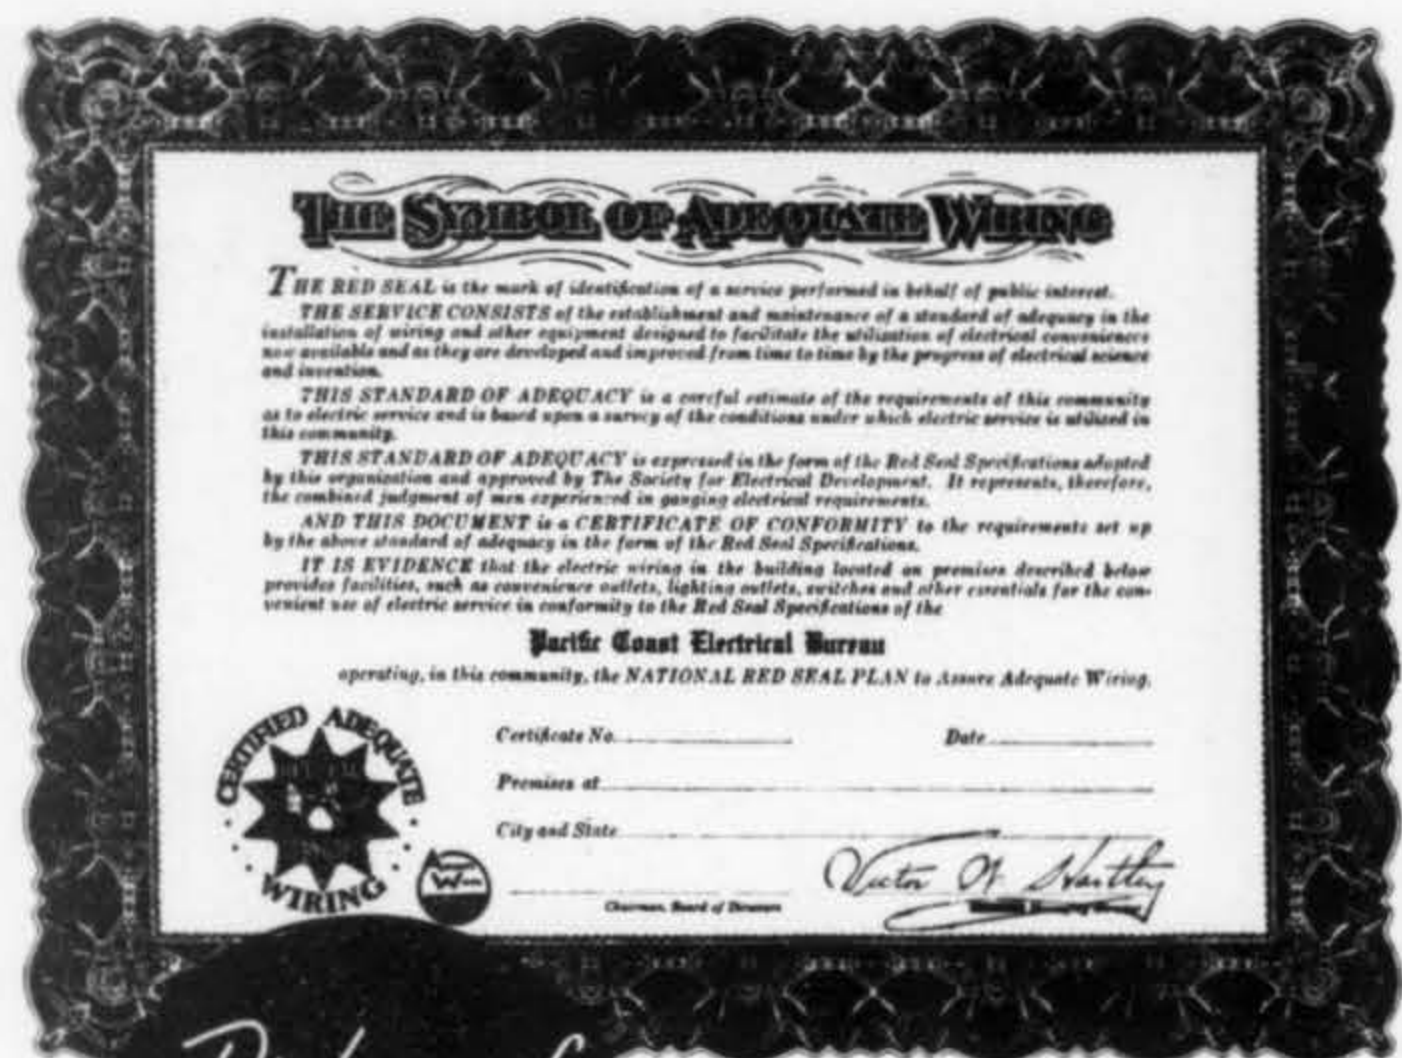 THE SYMBOL OF ADEQUATE WIRING
THE RED SEAL is the mark of identification of a service performed in behalf of public interest.
THE SERVICE CONSISTS of the establishment and maintenance of a standard of adequacy in the
installation of wiring and other equipment designed to facilitate the utilization of electrical conveniences
now available and as they are developed and improved from time to time by the progress of electrical science
and invention.
THIS STANDARD OF ADEQUACY is a careful estimate of the requirements of this community
as to electric service and is based upon a survey of the conditions under which electric service is utilized in
this community.
THIS STANDARD OF ADEQUACY is expressed in the form of the Red Seal Specifications adopted
by this organization and approved by The Society for Electrical Development. It represents, therefore,
the combined judgment of men experienced in gauging electrical requirements.
AND THIS DOCUMENT is a CERTIFICATE OF CONFORMITY to the requirements set up
by the above standard of adequacy in the form of the Red Seal Specifications.
IT IS EVIDENCE that the electric wiring in the building located on premises described below
provides facilities, such as convenience outlets, lighting outlets, switches and other essentials for the con-
venient use of electric service in conformity to the Red Seal Specifications of the
Pacific Coast Electrical Bureau
operating, in this community, the NATIONAL RED SEAL PLAN to Assure Adequate Wiring.
CERTIFIED ADEQUATE
WIRING
Certificate No.
Date
Premises at
City and State
Victor W. Hartley
Chairman, Board of Directors